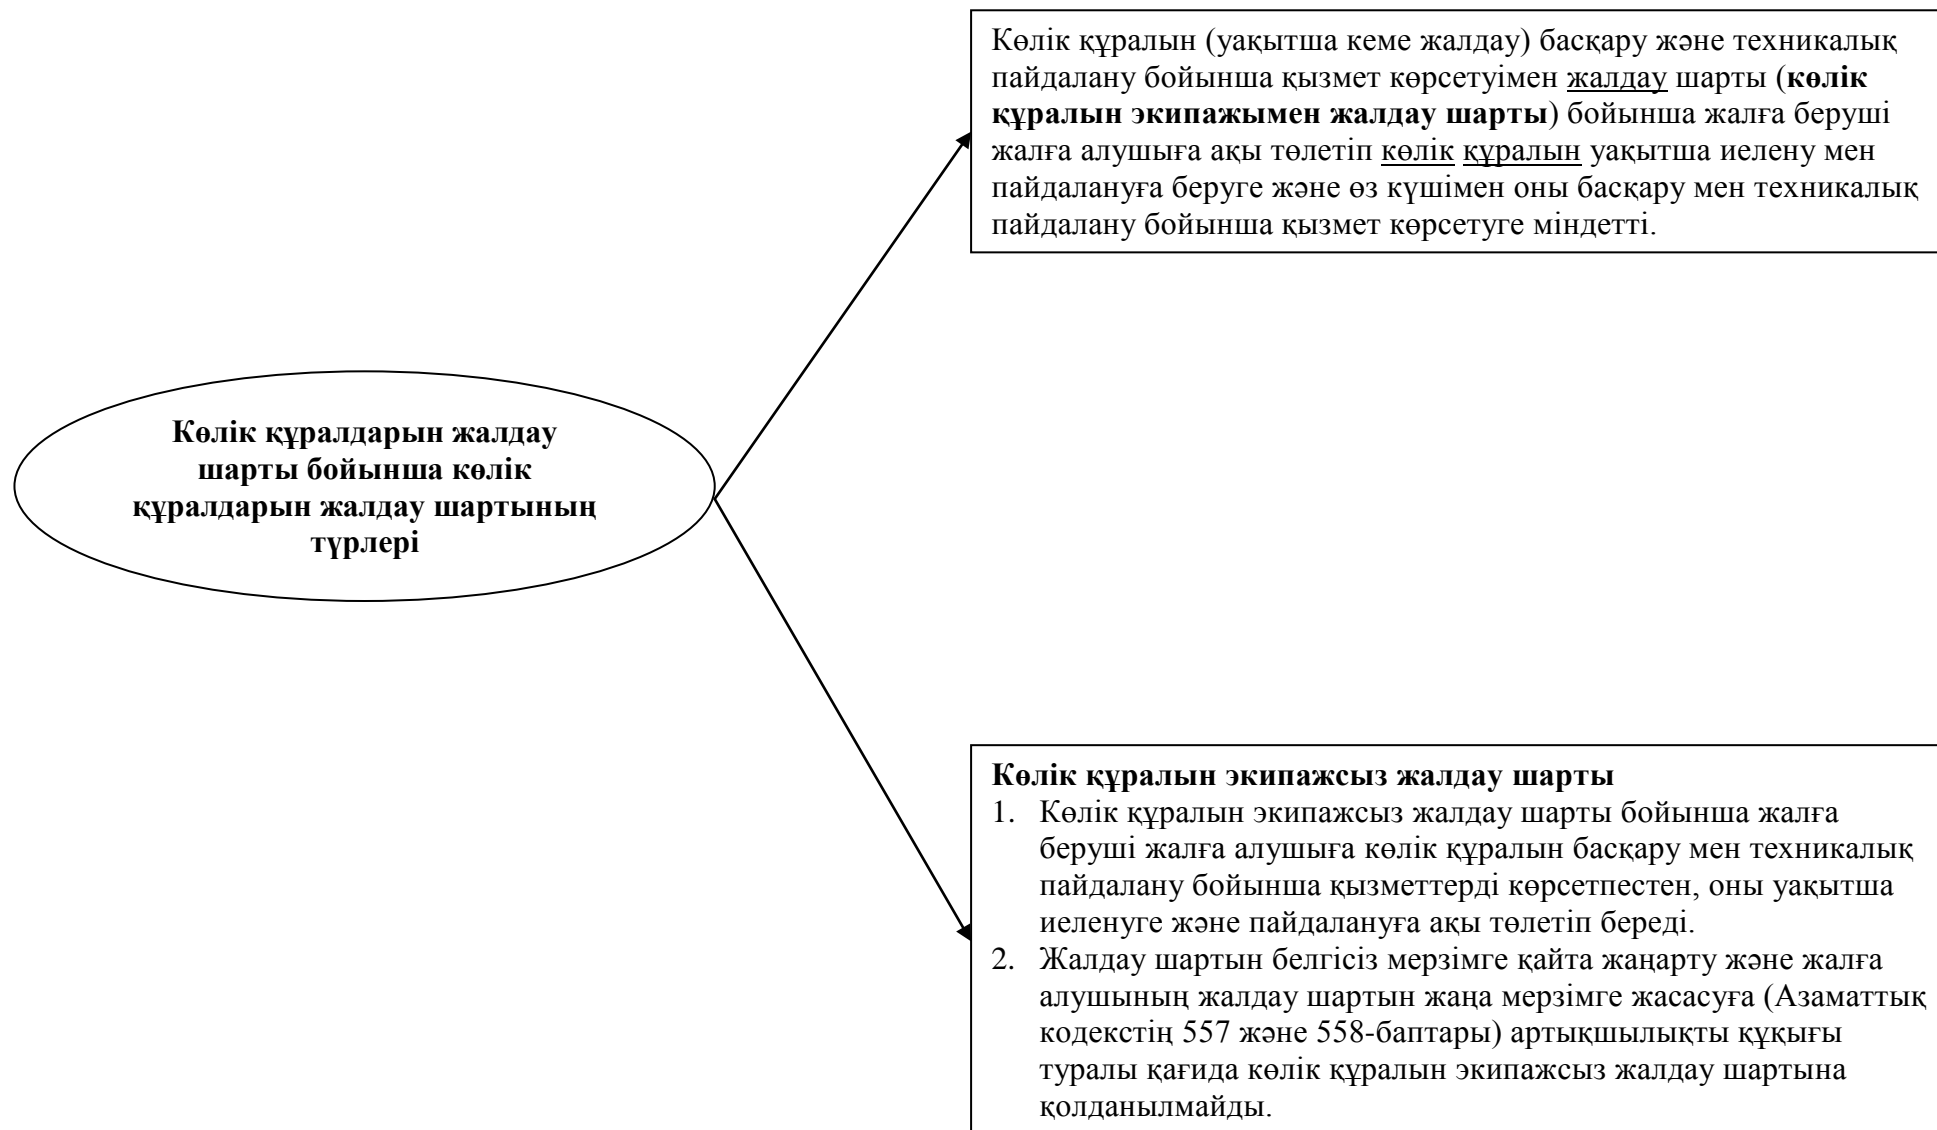 Көлік құралын (уақытша кеме жалдау) басқару және техникалық
пайдалану бойынша қызмет көрсетуімен жалдау шарты (көлік
құралын экипажымен жалдау шарты) бойынша жалға беруші
жалға алушыға ақы төлетіп көлік құралын уақытша иелену мен
пайдалануға беруге және өз күшімен оны басқару мен техникалық
пайдалану бойынша қызмет көрсетуге міндетті.
Көлік құралдарын жалдау
шарты бойынша көлік
құралдарын жалдау шартының
түрлері
Көлік құралын экипажсыз жалдау шарты
1. Көлік құралын экипажсыз жалдау шарты бойынша жалға
беруші жалға алушыға көлік құралын басқару мен техникалық
пайдалану бойынша қызметтерді көрсетпестен, оны уақытша
иеленуге және пайдалануға ақы төлетіп береді.
2. Жалдау шартын белгісіз мерзімге қайта жаңарту және жалға
алушының жалдау шартын жаңа мерзімге жасасуға (Азаматтық
кодекстің 557 және 558-баптары) артықшылықты құқығы
туралы қағида көлік құралын экипажсыз жалдау шартына
қолданылмайды.